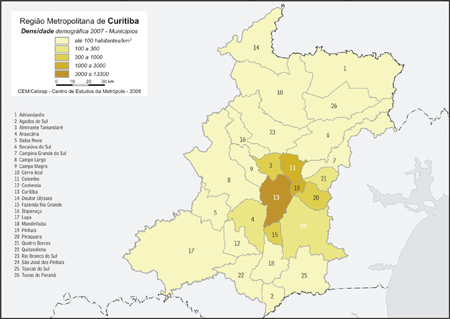 Região Metropolitana de Curitiba
Densidade demográfica 2007 - Municípios
até 100 habitantes/km²
100 a 300
300 a 1000
1000 a 3000
3000 a 13300
0 10 20 30 km
CEM/Cebrap - Centro de Estudos da Metrópole - 2008
1 Adrianópolis
2 Agudos do Sul
3 Almirante Tamandaré
4 Araucária
5 Balsa Nova
6 Bocaiúva do Sul
7 Campina Grande do Sul
8 Campo Largo
9 Campo Magro
10 Cerro Azul
11 Colombo
12 Contenda
13 Curitiba
14 Doutor Ulysses
15 Fazenda Rio Grande
16 Itaperuçu
17 Lapa
18 Mandirituba
19 Pinhais
20 Piraquara
21 Quatro Barras
22 Quitandinha
23 Rio Branco do Sul
24 São José dos Pinhais
25 Tijucas do Sul
26 Tunas do Paraná
14
1
10
26
23
6
16
7
8
3
11
9
21
19
20
13
4
5
15
12
17
18
22
25
2